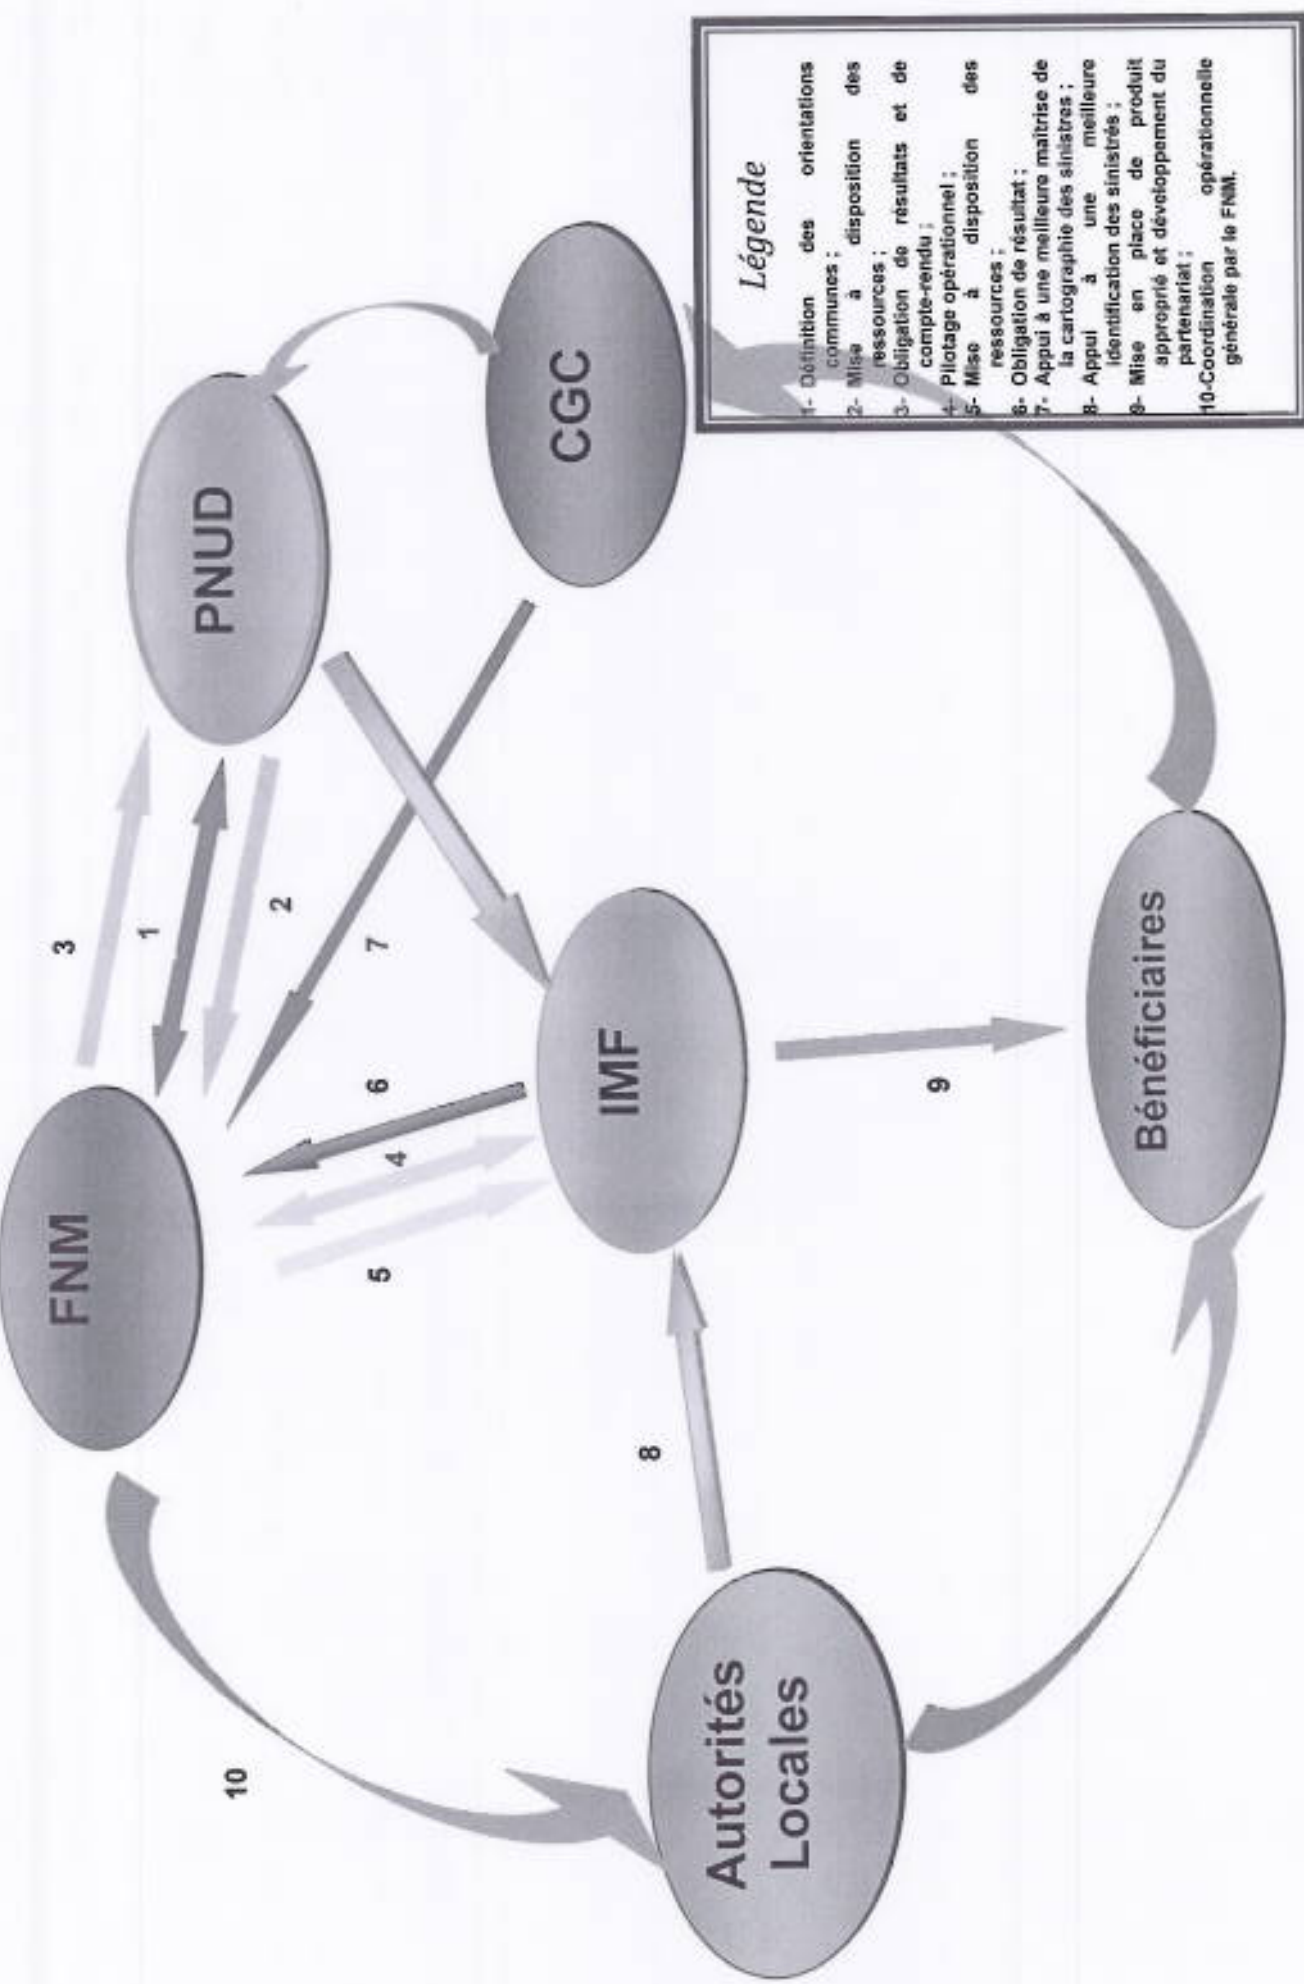 FNM
PNUD
CGC
IMF
Autorités
Locales
Bénéficiaires
3
1
2
7
6
4
5
10
8
9
Légende
1- Définition des orientations
communes ;
2- Mise à disposition des
ressources ;
3- Obligation de résultats et de
compte-rendu ;
4- Pilotage opérationnel ;
5- Mise à disposition des
ressources ;
6- Obligation de résultat ;
7- Appui à une meilleure maîtrise de
la cartographie des sinistres ;
8- Appui à une meilleure
identification des sinistrés ;
9- Mise en place de produit
approprié et développement du
partenariat ;
10-Coordination opérationnelle
générale par le FNM.